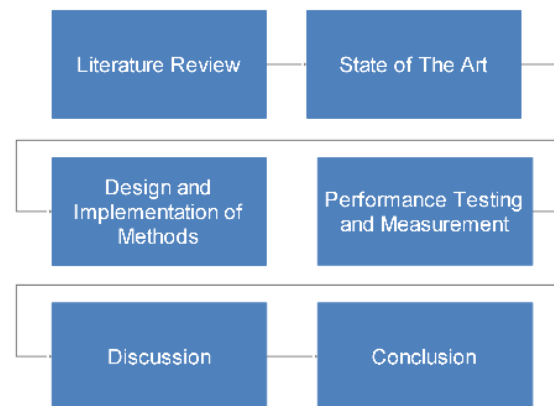 Literature Review
State of The Art
Design and
Implementation of
Methods
Performance Testing
and Measurement
Discussion
Conclusion